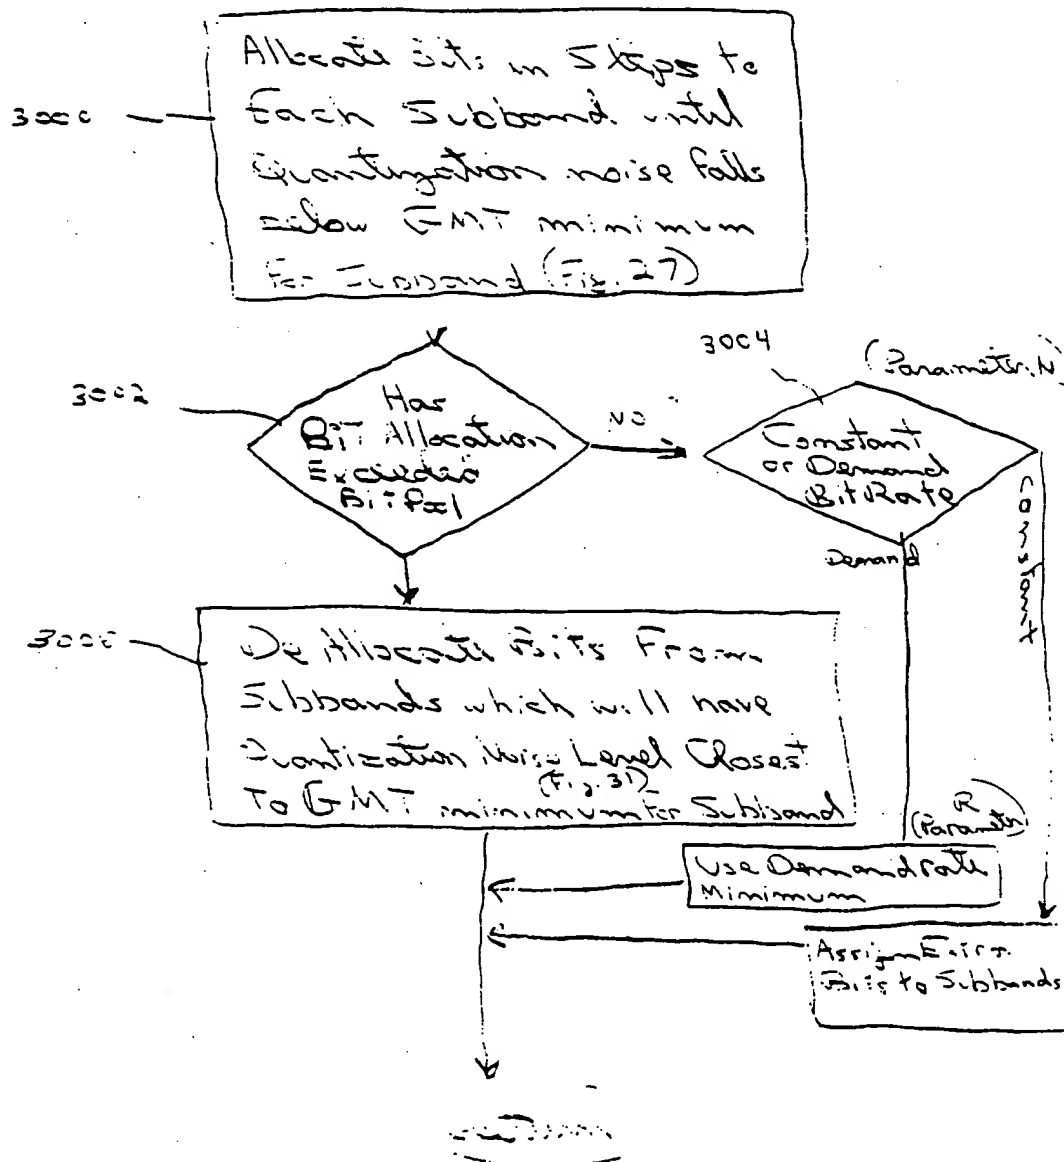 Allocate Bits in Steps to
3000
Each Subband until
Quantization noise falls
below GMT minimum
For Subband (Fig. 27)
3004
(Parameter N)
3002
Has
Bit Allocation
Exceeded
Bit Pool
NO
Constant
or Demand
Bit Rate
Constant
Demand
De Allocate Bits From
Subbands which will have
Quantization Noise Level Closest
(Fig. 31)
To GMT minimum for Subband
R
(Parameter)
Use Demand rate
Minimum
Assign Extra
Bits to Subbands